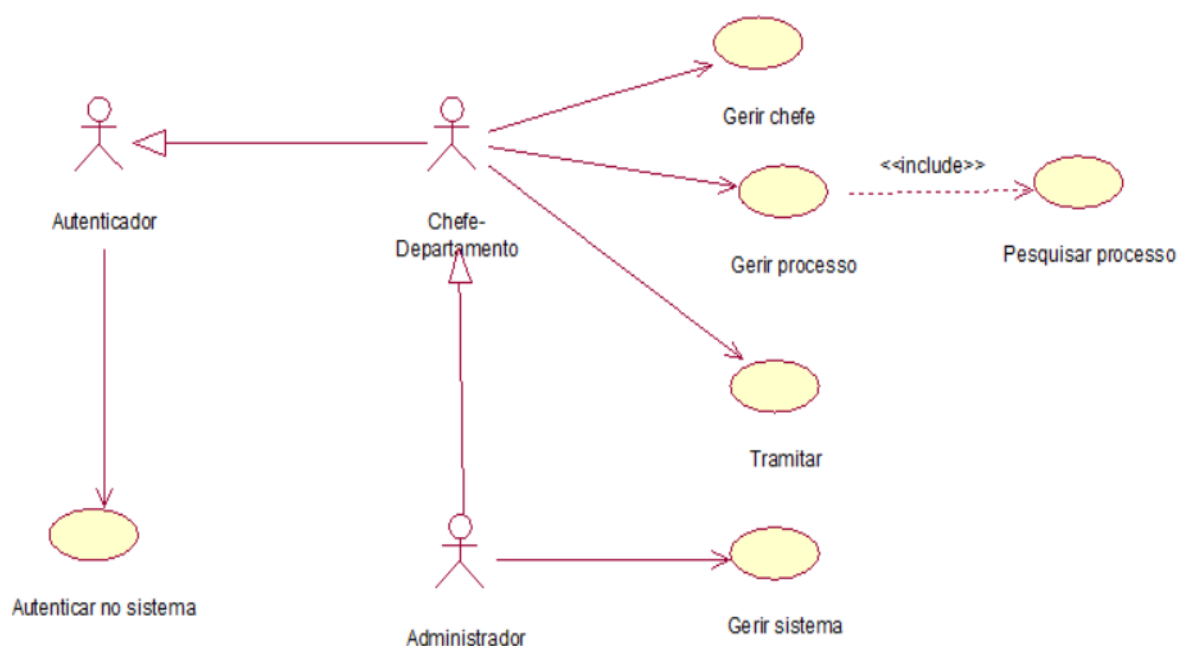 Gerir chefe
<<include>>
Autenticador
Chefe-
Departamento
Gerir processo
Pesquisar processo
Tramitar
Autenticar no sistema
Administrador
Gerir sistema